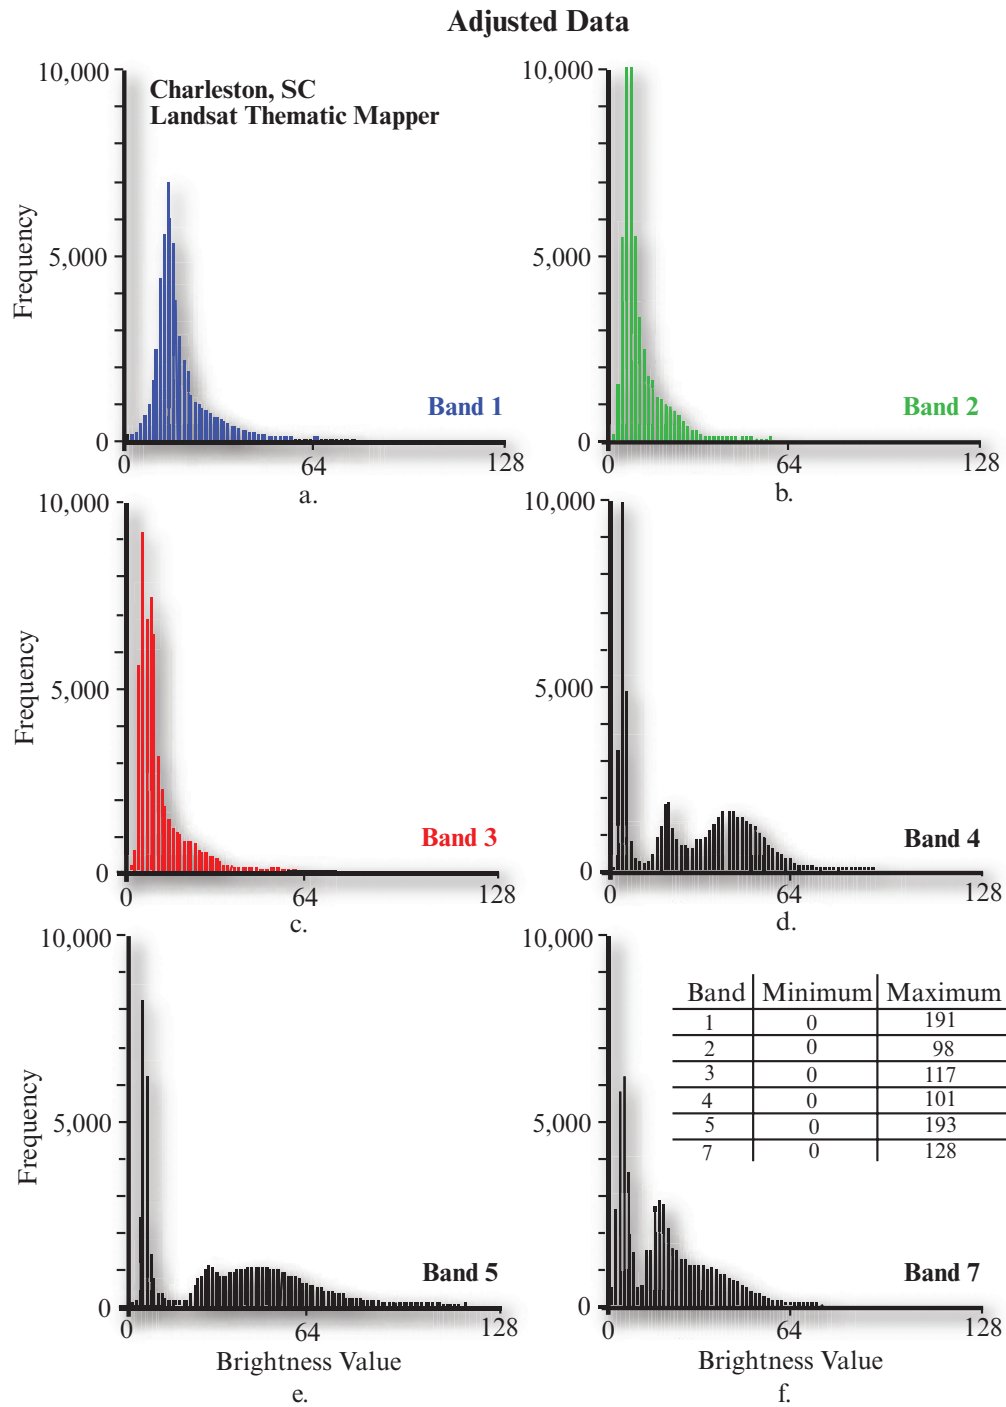 Adjusted Data
10,000
Charleston, SC
Landsat Thematic Mapper
Frequency
5,000
Band 1
0
0 64 128
a.
10,000
5,000
Band 2
0
0 64 128
b.
10,000
Frequency
5,000
Band 3
0
0 64 128
c.
10,000
5,000
Band 4
0
0 64 128
d.
10,000
Frequency
5,000
Band 5
0
0 64 128
Brightness Value
e.
10,000
Band Minimum Maximum
1 0 191
2 0 98
3 0 117
4 0 101
5 0 193
7 0 128
5,000
Band 7
0
0 64 128
Brightness Value
f.